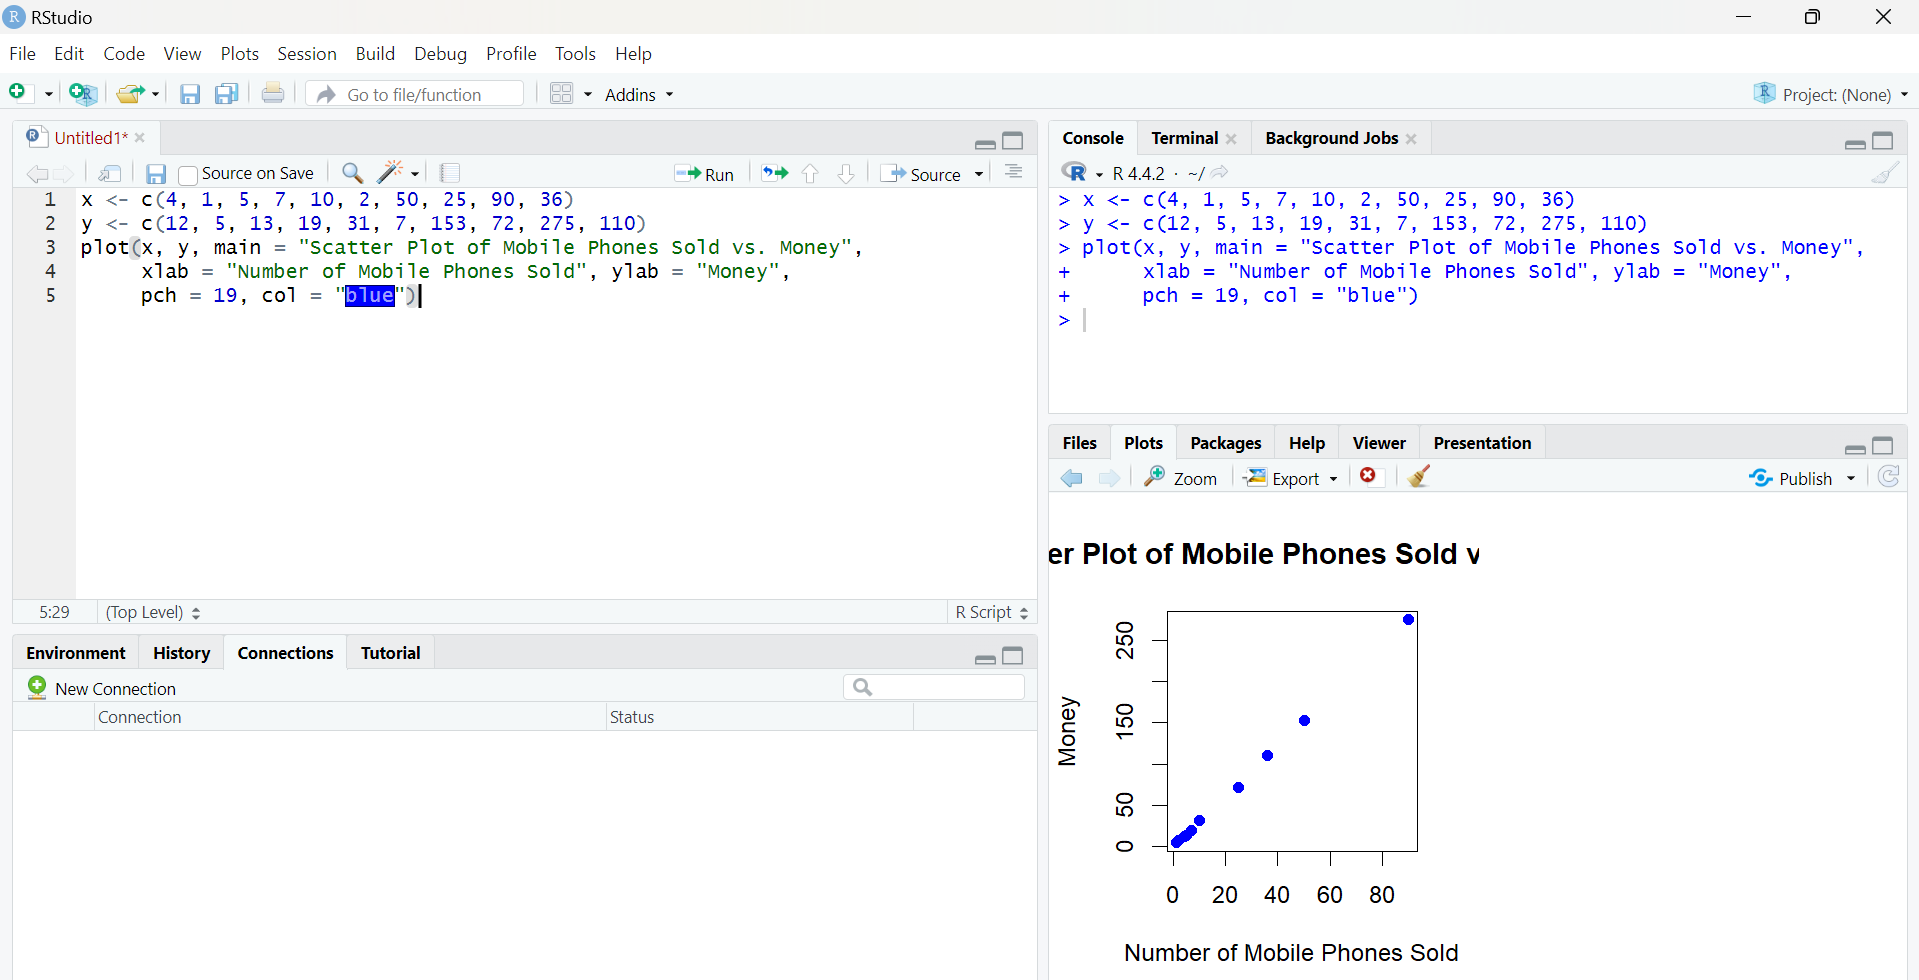 RStudio
File Edit Code View Plots Session Build Debug Profile Tools Help
Go to file/function Addins Project: (None)
Untitled1*
Source on Save Run Source
1 x <- c(4, 1, 5, 7, 10, 2, 50, 25, 90, 36)
2 y <- c(12, 5, 13, 19, 31, 7, 153, 72, 275, 110)
3 plot(x, y, main = "Scatter Plot of Mobile Phones Sold vs. Money",
4 xlab = "Number of Mobile Phones Sold", ylab = "Money",
5 pch = 19, col = "blue")
5:29 (Top Level) R Script
Environment History Connections Tutorial
New Connection
Connection Status
Console Terminal Background Jobs
R 4.4.2 · ~/
> x <- c(4, 1, 5, 7, 10, 2, 50, 25, 90, 36)
> y <- c(12, 5, 13, 19, 31, 7, 153, 72, 275, 110)
> plot(x, y, main = "Scatter Plot of Mobile Phones Sold vs. Money",
+ xlab = "Number of Mobile Phones Sold", ylab = "Money",
+ pch = 19, col = "blue")
>
Files Plots Packages Help Viewer Presentation
Zoom Export Publish
er Plot of Mobile Phones Sold v
Money
250
150
50
0
0 20 40 60 80
Number of Mobile Phones Sold